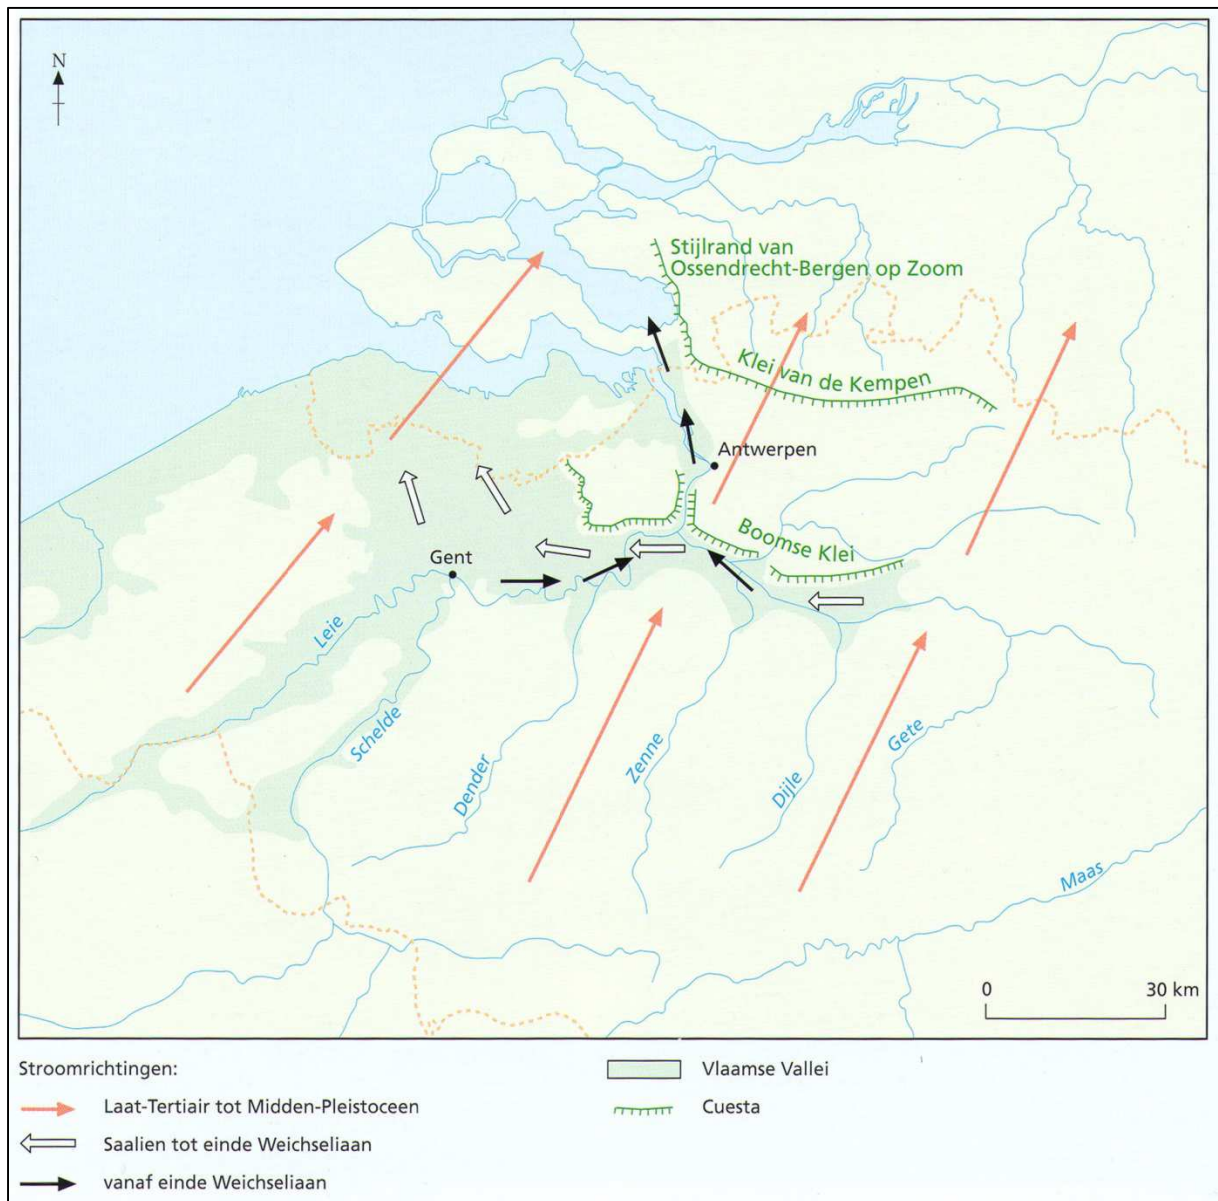 N
Stijlrand van
Ossendrecht-Bergen op Zoom
Klei van de Kempen
Antwerpen
Boomse Klei
Gent
Leie
Schelde
Dender
Zenne
Dijle
Gete
Maas
0 30 km
Stroomrichtingen:
Laat-Tertiair tot Midden-Pleistoceen
Saalien tot einde Weichseliaan
vanaf einde Weichseliaan
Vlaamse Vallei
Cuesta